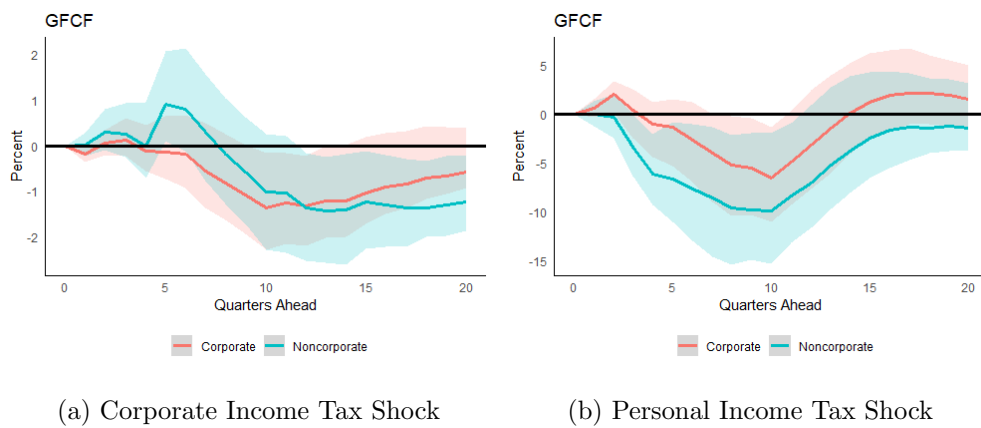 GFCF
2
1
0
-1
-2
Percent
0
5
10
15
20
Quarters Ahead
Corporate
Noncorporate
(a) Corporate Income Tax Shock
GFCF
5
0
-5
-10
-15
Percent
0
5
10
15
20
Quarters Ahead
Corporate
Noncorporate
(b) Personal Income Tax Shock